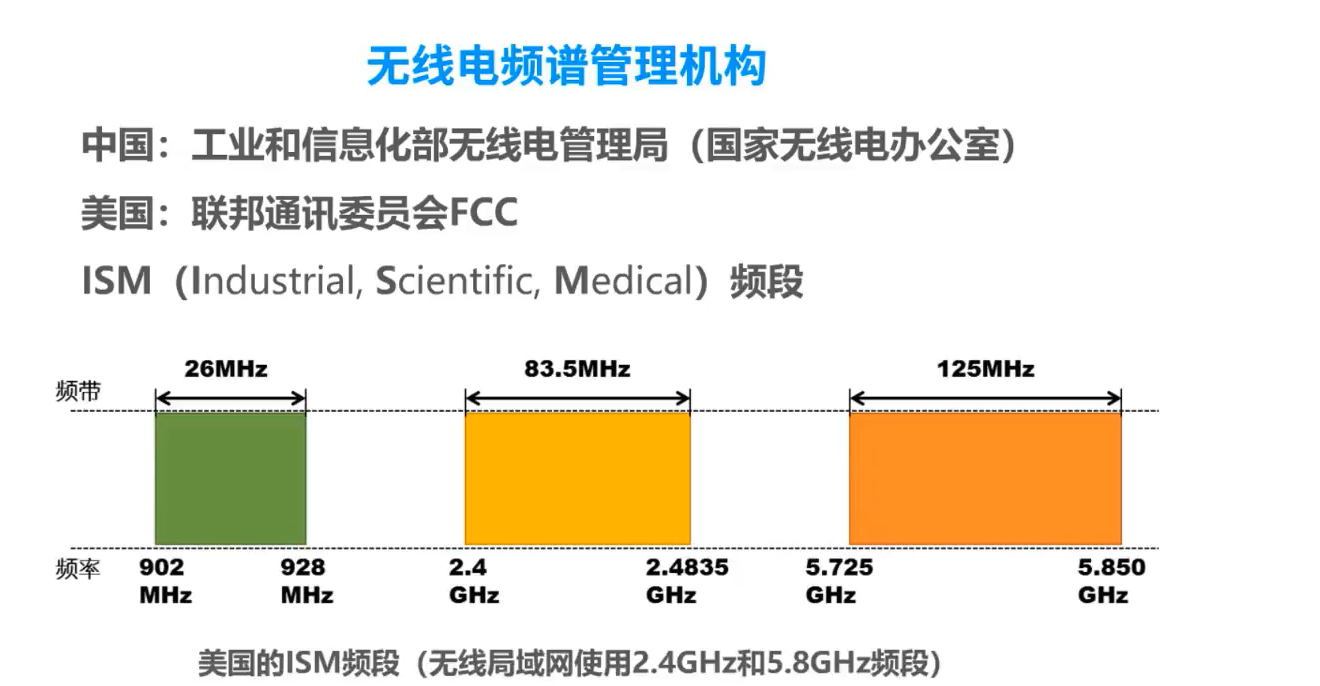 无线电频谱管理机构
中国：工业和信息化部无线电管理局（国家无线电办公室）
美国：联邦通讯委员会FCC
ISM（Industrial, Scientific, Medical）频段
26MHz 83.5MHz 125MHz
频带
频率 902 MHz 928 MHz 2.4 GHz 2.4835 GHz 5.725 GHz 5.850 GHz
美国的ISM频段（无线局域网使用2.4GHz和5.8GHz频段）